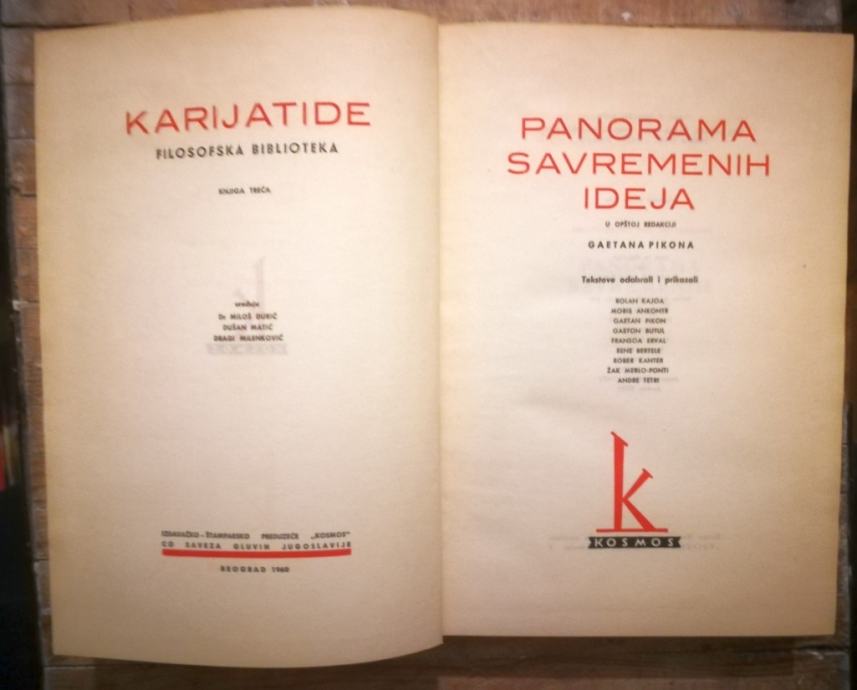 KARIJATIDE
FILOSOFSKA BIBLIOTEKA
KNJIGA TREĆA
uređuje
Dr MILOŠ ĐURIĆ
DUŠAN MATIĆ
DRAGI MILENKOVIĆ
IZDAVAČKO-ŠTAMPARSKO PREDUZEĆE „KOSMOS"
CO SAVEZA GLUVIH JUGOSLAVIJE
BEOGRAD 1960
PANORAMA
SAVREMENIH
IDEJA
U OPŠTOJ REDAKCIJI
GAETANA PIKONA
Tekstove odabrali i prikazali
ROLAN KAJOA
MORIS ANKONTR
GAETAN PIKON
GASTON BUTUL
FRANSOA ERVAL
RENE BERTELE
ROBER KANTER
ŽAK MERLO-PONTI
ANDRE TETRI
k
KOSMOS